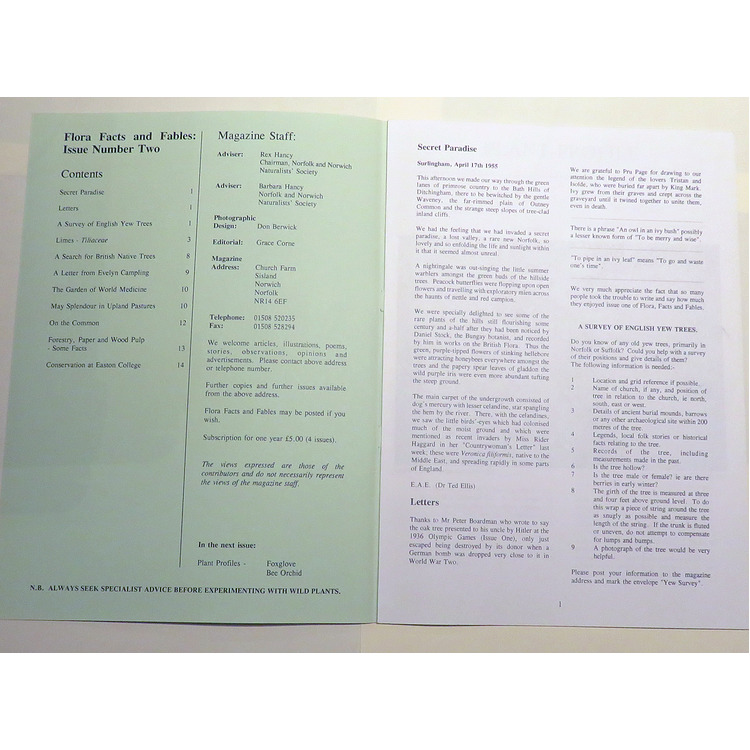 Flora Facts and Fables:
Issue Number Two
Contents
Secret Paradise 1
Letters 1
A Survey of English Yew Trees 1
Limes - Tiliaceae 3
A Search for British Native Trees 8
A Letter from Evelyn Campling 9
The Garden of World Medicine 10
May Splendour in Upland Pastures 10
On the Common 12
Forestry, Paper and Wood Pulp
- Some Facts 13
Conservation at Easton College 14
Magazine Staff:
Adviser: Rex Hancy
Chairman, Norfolk and Norwich
Naturalists' Society
Adviser: Barbara Hancy
Norfolk and Norwich
Naturalists' Society
Photographic
Design: Don Berwick
Editorial: Grace Corne
Magazine
Address: Church Farm
Sisland
Norwich
Norfolk
NR14 6EF
Telephone: 01508 520235
Fax: 01508 528294
We welcome articles, illustrations, poems,
stories, observations, opinions and
advertisements. Please contact above address
or telephone number.
Further copies and further issues available
from the above address.
Flora Facts and Fables may be posted if you
wish.
Subscription for one year £5.00 (4 issues).
The views expressed are those of the
contributors and do not necessarily represent
the views of the magazine staff.
In the next issue:
Plant Profiles - Foxglove
Bee Orchid
N.B. ALWAYS SEEK SPECIALIST ADVICE BEFORE EXPERIMENTING WITH WILD PLANTS.
Secret Paradise
Surlingham, April 17th 1955
This afternoon we made our way through the green
lanes of primrose country to the Bath Hills of
Ditchingham, there to be bewitched by the gentle
Waveney, the far-rimmed plain of Outney
Common and the strange steep slopes of tree-clad
inland cliffs.
We had the feeling that we had invaded a secret
paradise, a lost valley, a rare new Norfolk, so
lovely and so enfolding the life and sunlight within
it that it seemed almost unreal.
A nightingale was out-singing the little summer
warblers amongst the green buds of the hillside
trees. Peacock butterflies were flopping upon open
flowers and travelling with exploratory mien across
the haunts of nettle and red campion.
We were specially delighted to see some of the
rare plants of the hills still flourishing some
century and a-half after they had been noticed by
Daniel Stock, the Bungay botanist, and recorded
by him in works on the British Flora. Thus the
green, purple-tipped flowers of stinking hellebore
were attracting honeybees everywhere amongst the
trees and the papery spear leaves of gladdon the
wild purple iris were even more abundant tufting
the steep ground.
The main carpet of the undergrowth consisted of
dog's mercury with lesser celandine, star spangling
the hem by the river. There, with the celandines,
we saw the little birds'-eyes which had colonised
much of the moist ground and which were
mentioned as recent invaders by Miss Rider
Haggard in her "Countrywoman's Letter" last
week; these were Veronica filiformis, native to the
Middle East, and spreading rapidly in some parts
of England.
E.A.E. (Dr Ted Ellis)
Letters
Thanks to Mr Peter Boardman who wrote to say
the oak tree presented to his uncle by Hitler at the
1936 Olympic Games (Issue One), only just
escaped being destroyed by its donor when a
German bomb was dropped very close to it in
World War Two.
We are grateful to Pru Page for drawing to our
attention the legend of the lovers Tristan and
Isolde, who were buried far apart by King Mark.
Ivy grew from their graves and crept across the
graveyard until it twined together to unite them,
even in death.
There is a phrase "An owl in an ivy bush" possibly
a lesser known form of "To be merry and wise".
"To pipe in an ivy leaf" means "To go and waste
one's time".
We very much appreciate the fact that so many
people took the trouble to write and say how much
they enjoyed issue one of Flora, Facts and Fables.
A SURVEY OF ENGLISH YEW TREES.
Do you know of any old yew trees, primarily in
Norfolk or Suffolk? Could you help with a survey
of their positions and give details of them?
The following information is needed:-
1 Location and grid reference if possible.
2 Name of church, if any, and position of
tree in relation to the church, ie north,
south, east or west.
3 Details of ancient burial mounds, barrows
or any other archaeological site within 200
metres of the tree.
4 Legends, local folk stories or historical
facts relating to the tree.
5 Records of the tree, including
measurements made in the past.
6 Is the tree hollow?
7 Is the tree male or female? ie are there
berries in early winter?
8 The girth of the tree is measured at three
and four feet above ground level. To do
this wrap a piece of string around the tree
as snugly as possible and measure the
length of the string. If the trunk is fluted
or uneven, do not attempt to compensate
for lumps and bumps.
9 A photograph of the tree would be very
helpful.
Please post your information to the magazine
address and mark the envelope "Yew Survey".
1